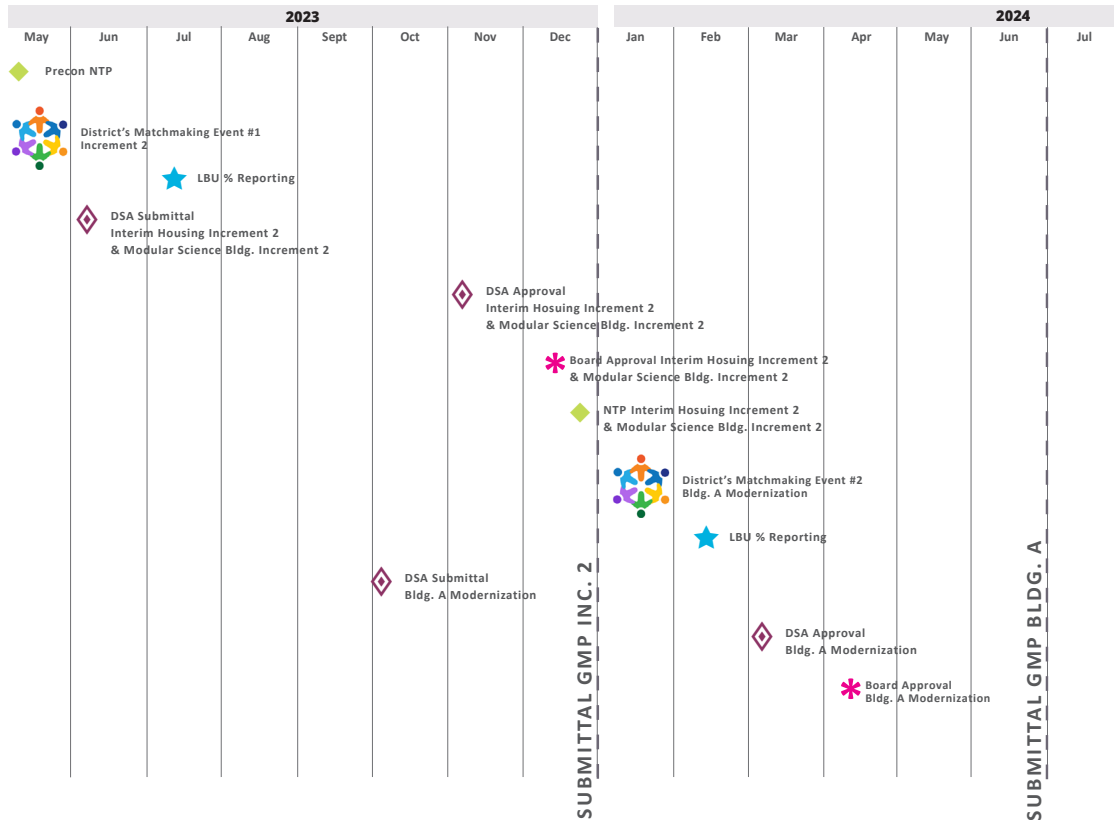 2023
2024
May
Jun
Jul
Aug
Sept
Oct
Nov
Dec
Jan
Feb
Mar
Apr
May
Jun
Jul
Precon NTP
District's Matchmaking Event #1
Increment 2
LBU % Reporting
DSA Submittal
Interim Housing Increment 2
& Modular Science Bldg. Increment 2
DSA Approval
Interim Hosuing Increment 2
& Modular Science Bldg. Increment 2
Board Approval Interim Hosuing Increment 2
& Modular Science Bldg. Increment 2
NTP Interim Hosuing Increment 2
& Modular Science Bldg. Increment 2
District's Matchmaking Event #2
Bldg. A Modernization
LBU % Reporting
DSA Submittal
Bldg. A Modernization
DSA Approval
Bldg. A Modernization
Board Approval
Bldg. A Modernization
SUBMITTAL GMP INC. 2
SUBMITTAL GMP BLDG. A